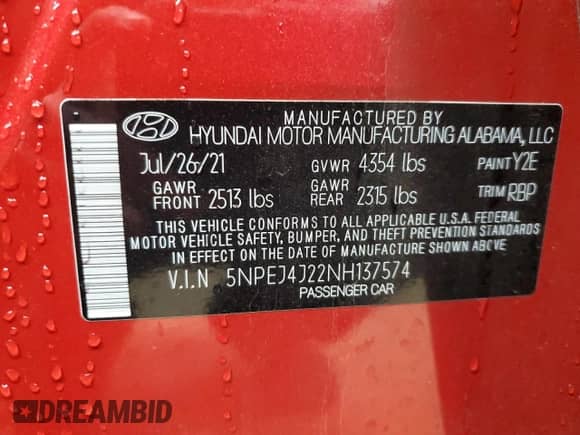 MANUFACTURED BY
HYUNDAI MOTOR MANUFACTURING ALABAMA, LLC
Jul/26/21 GVWR 4354 lbs PAINT Y2E
GAWR FRONT 2513 lbs GAWR REAR 2315 lbs TRIM RBP
THIS VEHICLE CONFORMS TO ALL APPLICABLE U.S.A. FEDERAL
MOTOR VEHICLE SAFETY, BUMPER, AND THEFT PREVENTION STANDARDS
IN EFFECT ON THE DATE OF MANUFACTURE SHOWN ABOVE.
V.I.N 5NPEJ4J22NH137574
PASSENGER CAR
DREAMBID